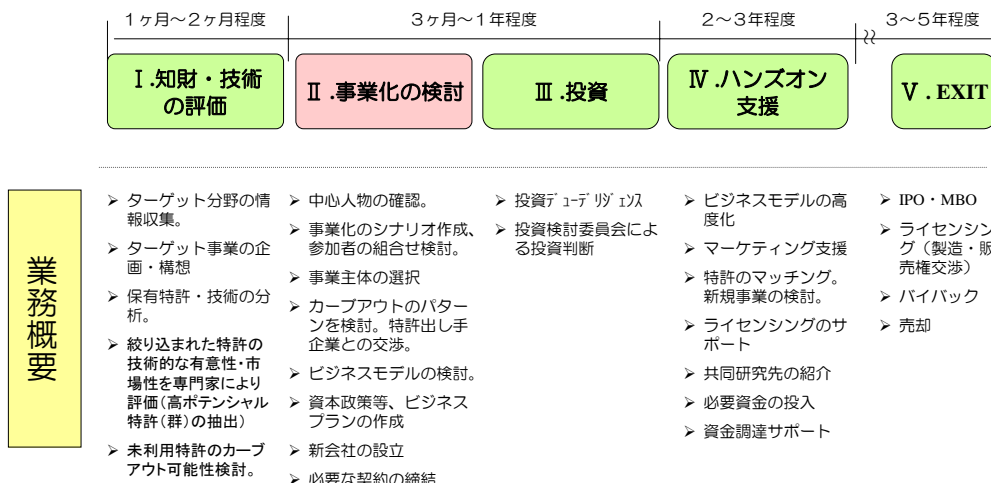 1ヶ月～2ヶ月程度
3ヶ月～1年程度
2～3年程度
3～5年程度
Ⅰ.知財・技術
の評価
Ⅱ.事業化の検討
Ⅲ.投資
Ⅳ.ハンズオン
支援
Ⅴ. EXIT
業務概要
➢ ターゲット分野の情
報収集。
➢ ターゲット事業の企
画・構想
➢ 保有特許・技術の分
析。
➢ 絞り込まれた特許の
技術的な有意性・市
場性を専門家により
評価(高ポテンシャル
特許(群)の抽出)
➢ 未利用特許のカーブ
アウト可能性検討。
➢ 中心人物の確認。
➢ 事業化のシナリオ作成、
参加者の組合せ検討。
➢ 事業主体の選択
➢ カーブアウトのパター
ンを検討。特許出し手
企業との交渉。
➢ ビジネスモデルの検討。
➢ 資本政策等、ビジネス
プランの作成
➢ 新会社の設立
➢ 必要な契約の締結
➢ 投資ﾃﾞｭｰﾃﾞﾘｼﾞｪﾝｽ
➢ 投資検討委員会によ
る投資判断
➢ ビジネスモデルの高
度化
➢ マーケティング支援
➢ 特許のマッチング。
新規事業の検討。
➢ ライセンシングのサ
ポート
➢ 共同研究先の紹介
➢ 必要資金の投入
➢ 資金調達サポート
➢ IPO・MBO
➢ ライセンシン
グ（製造・販
売権交渉）
➢ バイバック
➢ 売却